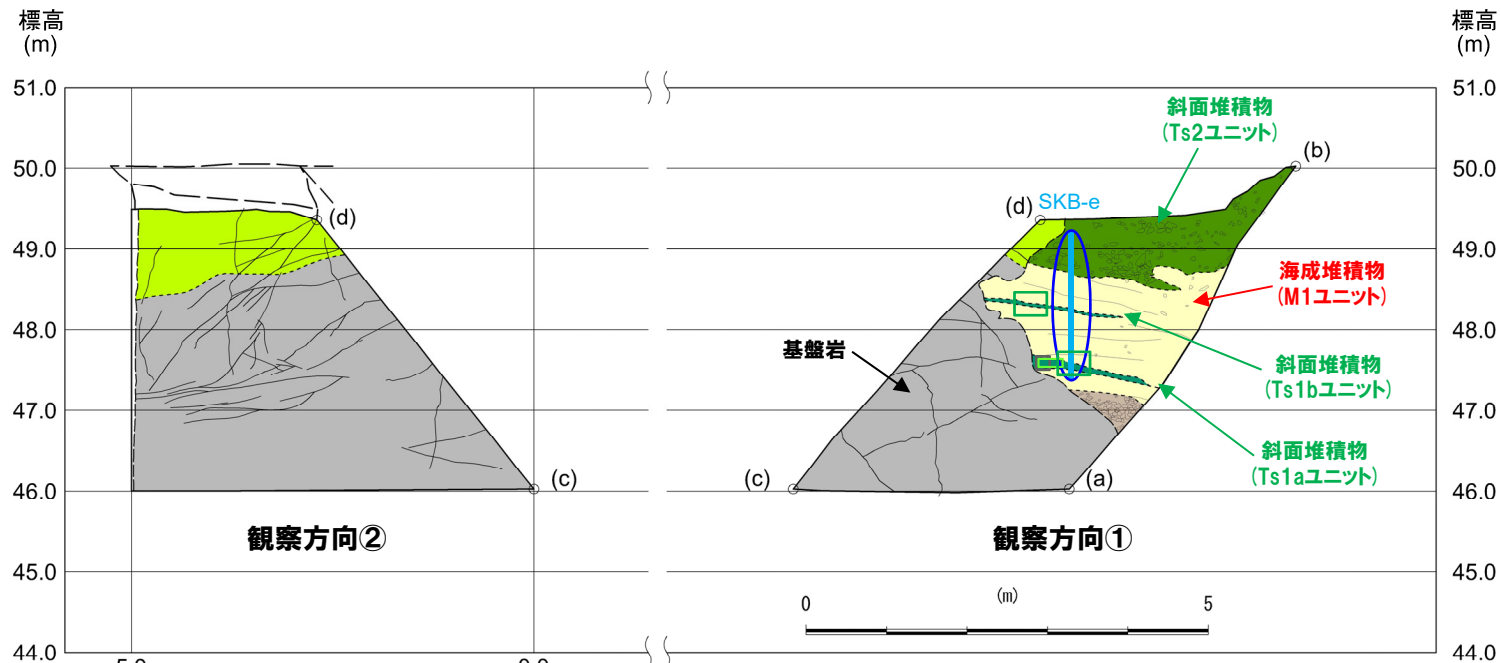 標高
(m)
標高
(m)
51.0
50.0
49.0
48.0
47.0
46.0
45.0
44.0
(d)
(c)
観察方向②
斜面堆積物
(Ts2ユニット)
(b)
(d)
SKB-e
海成堆積物
(M1ユニット)
基盤岩
斜面堆積物
(Ts1bユニット)
斜面堆積物
(Ts1aユニット)
(c)
(a)
観察方向①
0
(m)
5
51.0
50.0
49.0
48.0
47.0
46.0
45.0
44.0